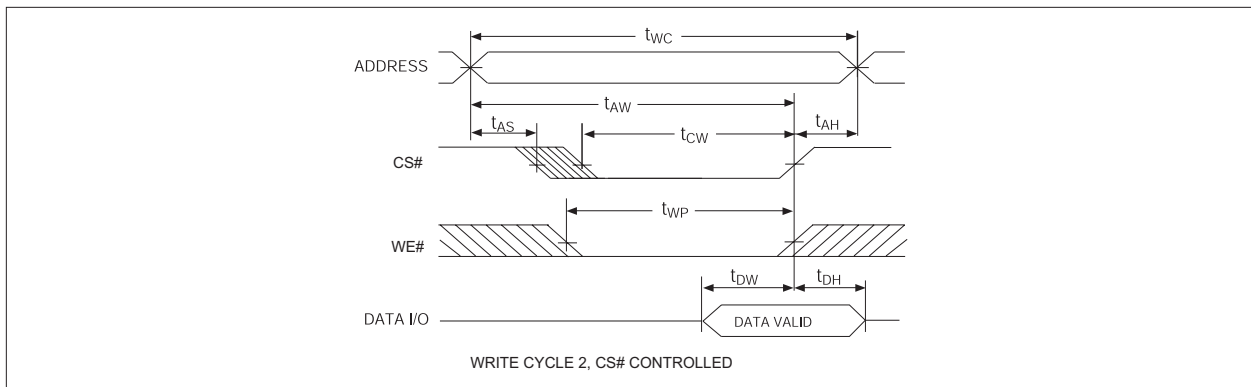 tWC
ADDRESS
tAW
tAS
tCW
tAH
CS#
tWP
WE#
tDW
tDH
DATA I/O
DATA VALID
WRITE CYCLE 2, CS# CONTROLLED